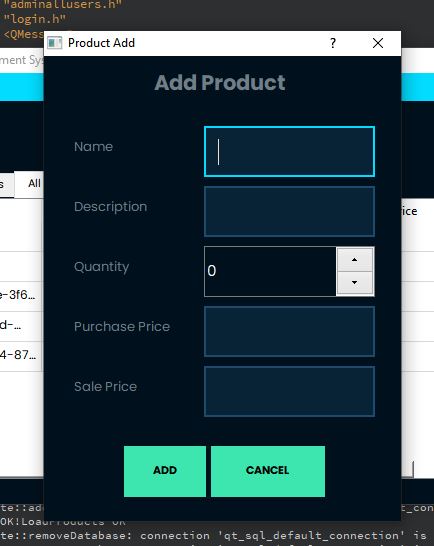 "adminallusers.h"
"login.h"
<QMess
ment Sys
Product Add
?
Add Product
Name
s
All
ice
Description
Quantity
0
e-3f6...
d-...
Purchase Price
4-87...
Sale Price
ADD
CANCEL
te::add
t_con
OK!LoadProducts OK
te::removeDatabase: connection 'qt_sql_default_connection' is